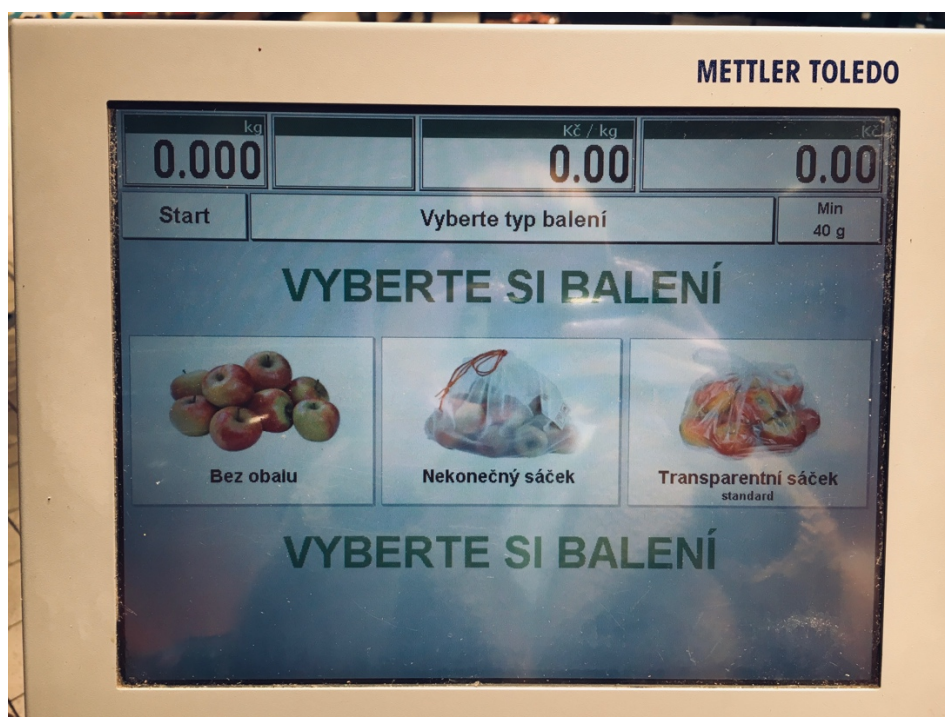 METTLER TOLEDO
kg
Kč / kg
Kč
0.000
0.00
0.00
Start
Vyberte typ balení
Min
40 g
VYBERTE SI BALENÍ
Bez obalu
Nekonečný sáček
Transparentní sáček
standard
VYBERTE SI BALENÍ